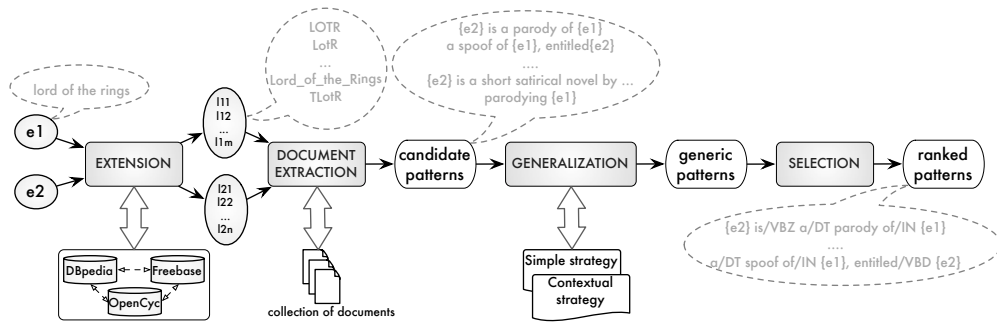 lord of the rings
e1
e2
EXTENSION
DBpedia
Freebase
OpenCyc
l11
l12
...
l1m
l21
l22
...
l2n
LOTR
LotR
...
Lord_of_the_Rings
TLotR
DOCUMENT
EXTRACTION
collection of documents
candidate
patterns
{e2} is a parody of {e1}
a spoof of {e1}, entitled{e2}
....
{e2} is a short satirical novel by ...
parodying {e1}
GENERALIZATION
Simple strategy
Contextual
strategy
generic
patterns
SELECTION
ranked
patterns
{e2} is/VBZ a/DT parody of/IN {e1}
....
a/DT spoof of/IN {e1}, entitled/VBD {e2}